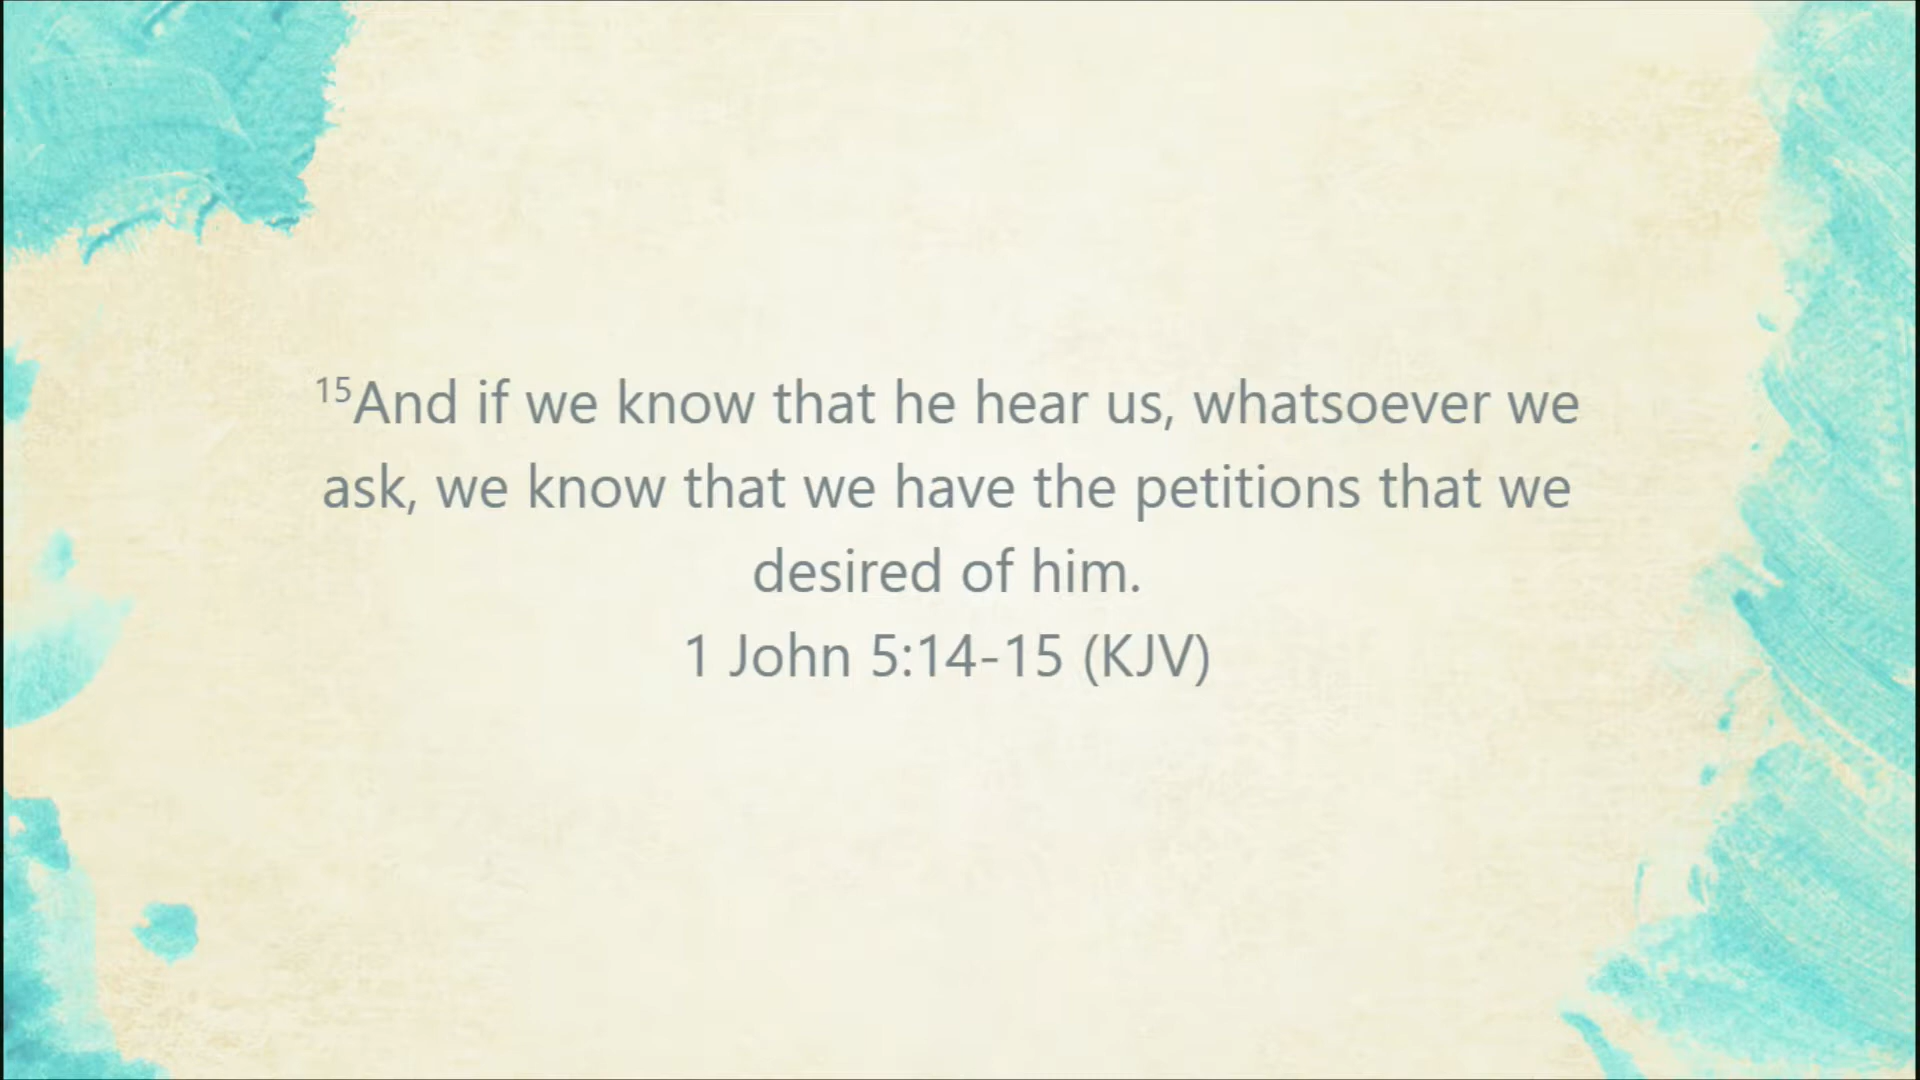 ¹⁵And if we know that he hear us, whatsoever we
ask, we know that we have the petitions that we
desired of him.
1 John 5:14-15 (KJV)